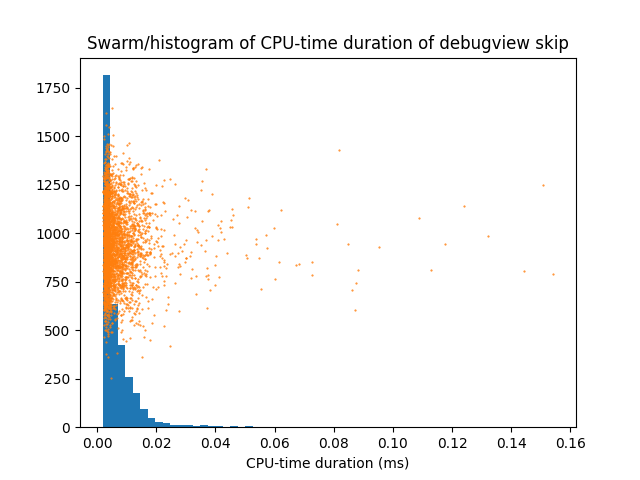 Swarm/histogram of CPU-time duration of debugview skip
1750
1500
1250
1000
750
500
250
0
0.00 0.02 0.04 0.06 0.08 0.10 0.12 0.14 0.16
CPU-time duration (ms)